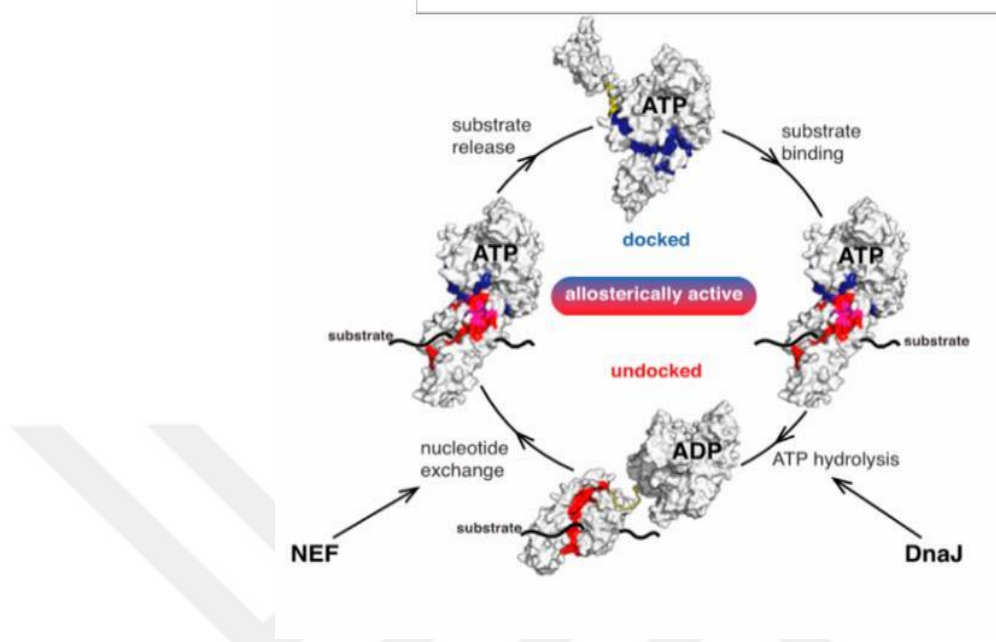 ATP
substrate
release
substrate
binding
docked
ATP
ATP
allosterically active
substrate
substrate
undocked
ADP
nucleotide
exchange
ATP hydrolysis
substrate
NEF
DnaJ